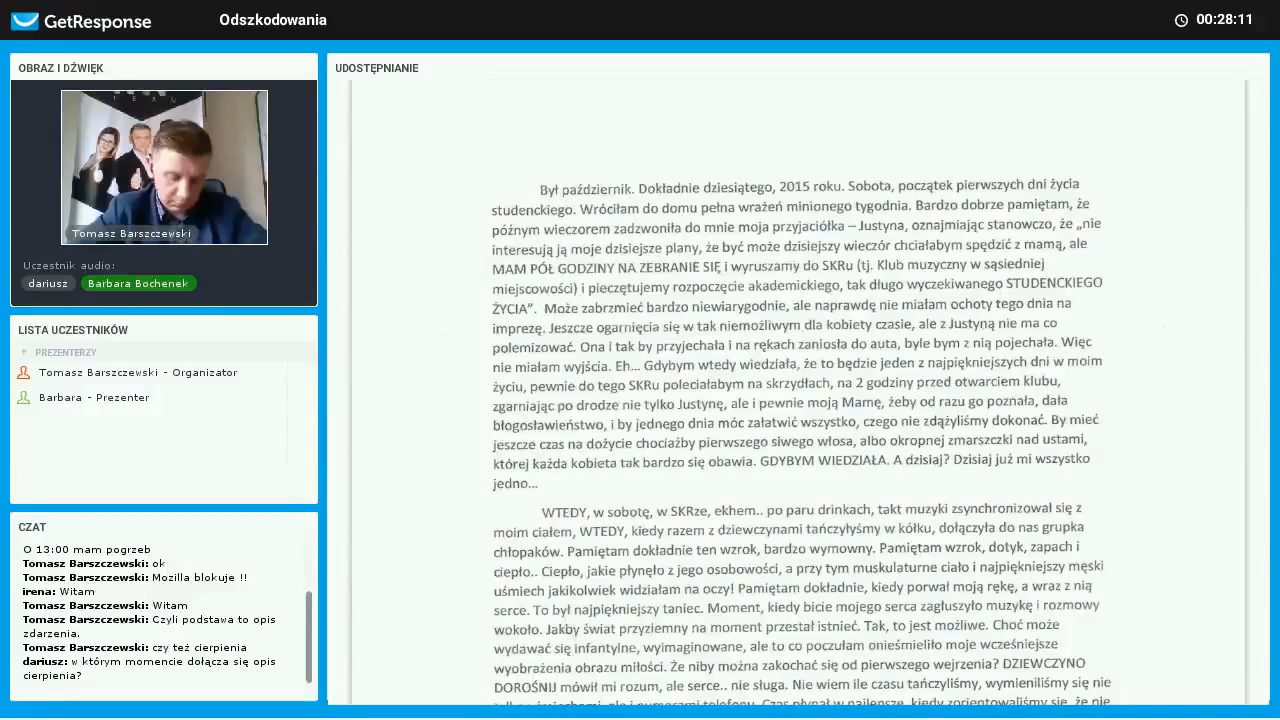 GetResponse
Odszkodowania
00:28:11
OBRAZ I DŹWIĘK
Tomasz Barszczewski
Uczestnik audio:
dariusz Barbara Bochenek
LISTA UCZESTNIKÓW
PREZENTERZY
Tomasz Barszczewski - Organizator
Barbara - Prezenter
CZAT
O 13:00 mam pogrzeb
Tomasz Barszczewski: ok
Tomasz Barszczewski: Mozilla blokuje !!
irena: Witam
Tomasz Barszczewski: Witam
Tomasz Barszczewski: Czyli podstawa to opis
zdarzenia.
Tomasz Barszczewski: czy też cierpienia
dariusz: w którym momencie dołącza się opis
cierpienia?
UDOSTĘPNIANIE
Był październik. Dokładnie dziesiątego, 2015 roku. Sobota, początek pierwszych dni życia
studenckiego. Wróciłam do domu pełna wrażeń minionego tygodnia. Bardzo dobrze pamiętam, że
późnym wieczorem zadzwoniła do mnie moja przyjaciółka – Justyna, oznajmiając stanowczo, że „nie
interesują ją moje dzisiejsze plany, że być może dzisiejszy wieczór chciałabym spędzić z mamą, ale
MAM PÓŁ GODZINY NA ZEBRANIE SIĘ i wyruszamy do SKRu (tj. Klub muzyczny w sąsiedniej
miejscowości) i pieczętujemy rozpoczęcie akademickiego, tak długo wyczekiwanego STUDENCKIEGO
ŻYCIA”. Może zabrzmieć bardzo niewiarygodnie, ale naprawdę nie miałam ochoty tego dnia na
imprezę. Jeszcze ogarnięcia się w tak niemożliwym dla kobiety czasie, ale z Justyną nie ma co
polemizować. Ona i tak by przyjechała i na rękach zaniosła do auta, byle bym z nią pojechała. Więc
nie miałam wyjścia. Eh... Gdybym wtedy wiedziała, że to będzie jeden z najpiękniejszych dni w moim
życiu, pewnie do tego SKRu poleciałabym na skrzydłach, na 2 godziny przed otwarciem klubu,
zgarniając po drodze nie tylko Justynę, ale i pewnie moją Mamę, żeby od razu go poznała, dała
błogosławieństwo, i by jednego dnia móc załatwić wszystko, czego nie zdążyliśmy dokonać. By mieć
jeszcze czas na dożycie chociażby pierwszego siwego włosa, albo okropnej zmarszczki nad ustami,
której każda kobieta tak bardzo się obawia. GDYBYM WIEDZIAŁA. A dzisiaj? Dzisiaj już mi wszystko
jedno...
WTEDY, w sobotę, w SKRze, ekhem.. po paru drinkach, takt muzyki zsynchronizował się z
moim ciałem, WTEDY, kiedy razem z dziewczynami tańczyłyśmy w kółku, dołączyła do nas grupka
chłopaków. Pamiętam dokładnie ten wzrok, bardzo wymowny. Pamiętam wzrok, dotyk, zapach i
ciepło.. Ciepło, jakie płynęło z jego osobowości, a przy tym muskulaturne ciało i najpiękniejszy męski
uśmiech jakikolwiek widziałam na oczy! Pamiętam dokładnie, kiedy porwał moją rękę, a wraz z nią
serce. To był najpiękniejszy taniec. Moment, kiedy bicie mojego serca zagłuszyło muzykę i rozmowy
wokoło. Jakby świat przyziemny na moment przestał istnieć. Tak, to jest możliwe. Choć może
wydawać się infantylne, wyimaginowane, ale to co poczułam onieśmieliło moje wcześniejsze
wyobrażenia obrazu miłości. Że niby można zakochać się od pierwszego wejrzenia? DZIEWCZYNO
DOROŚNIJ mówił mi rozum, ale serce.. nie sługa. Nie wiem ile czasu tańczyliśmy, wymieniliśmy się nie
tylko uśmiechami, ale i numerami telefonu. Czas płynął w najlepsze, kiedy zorientowaliśmy się, że nie